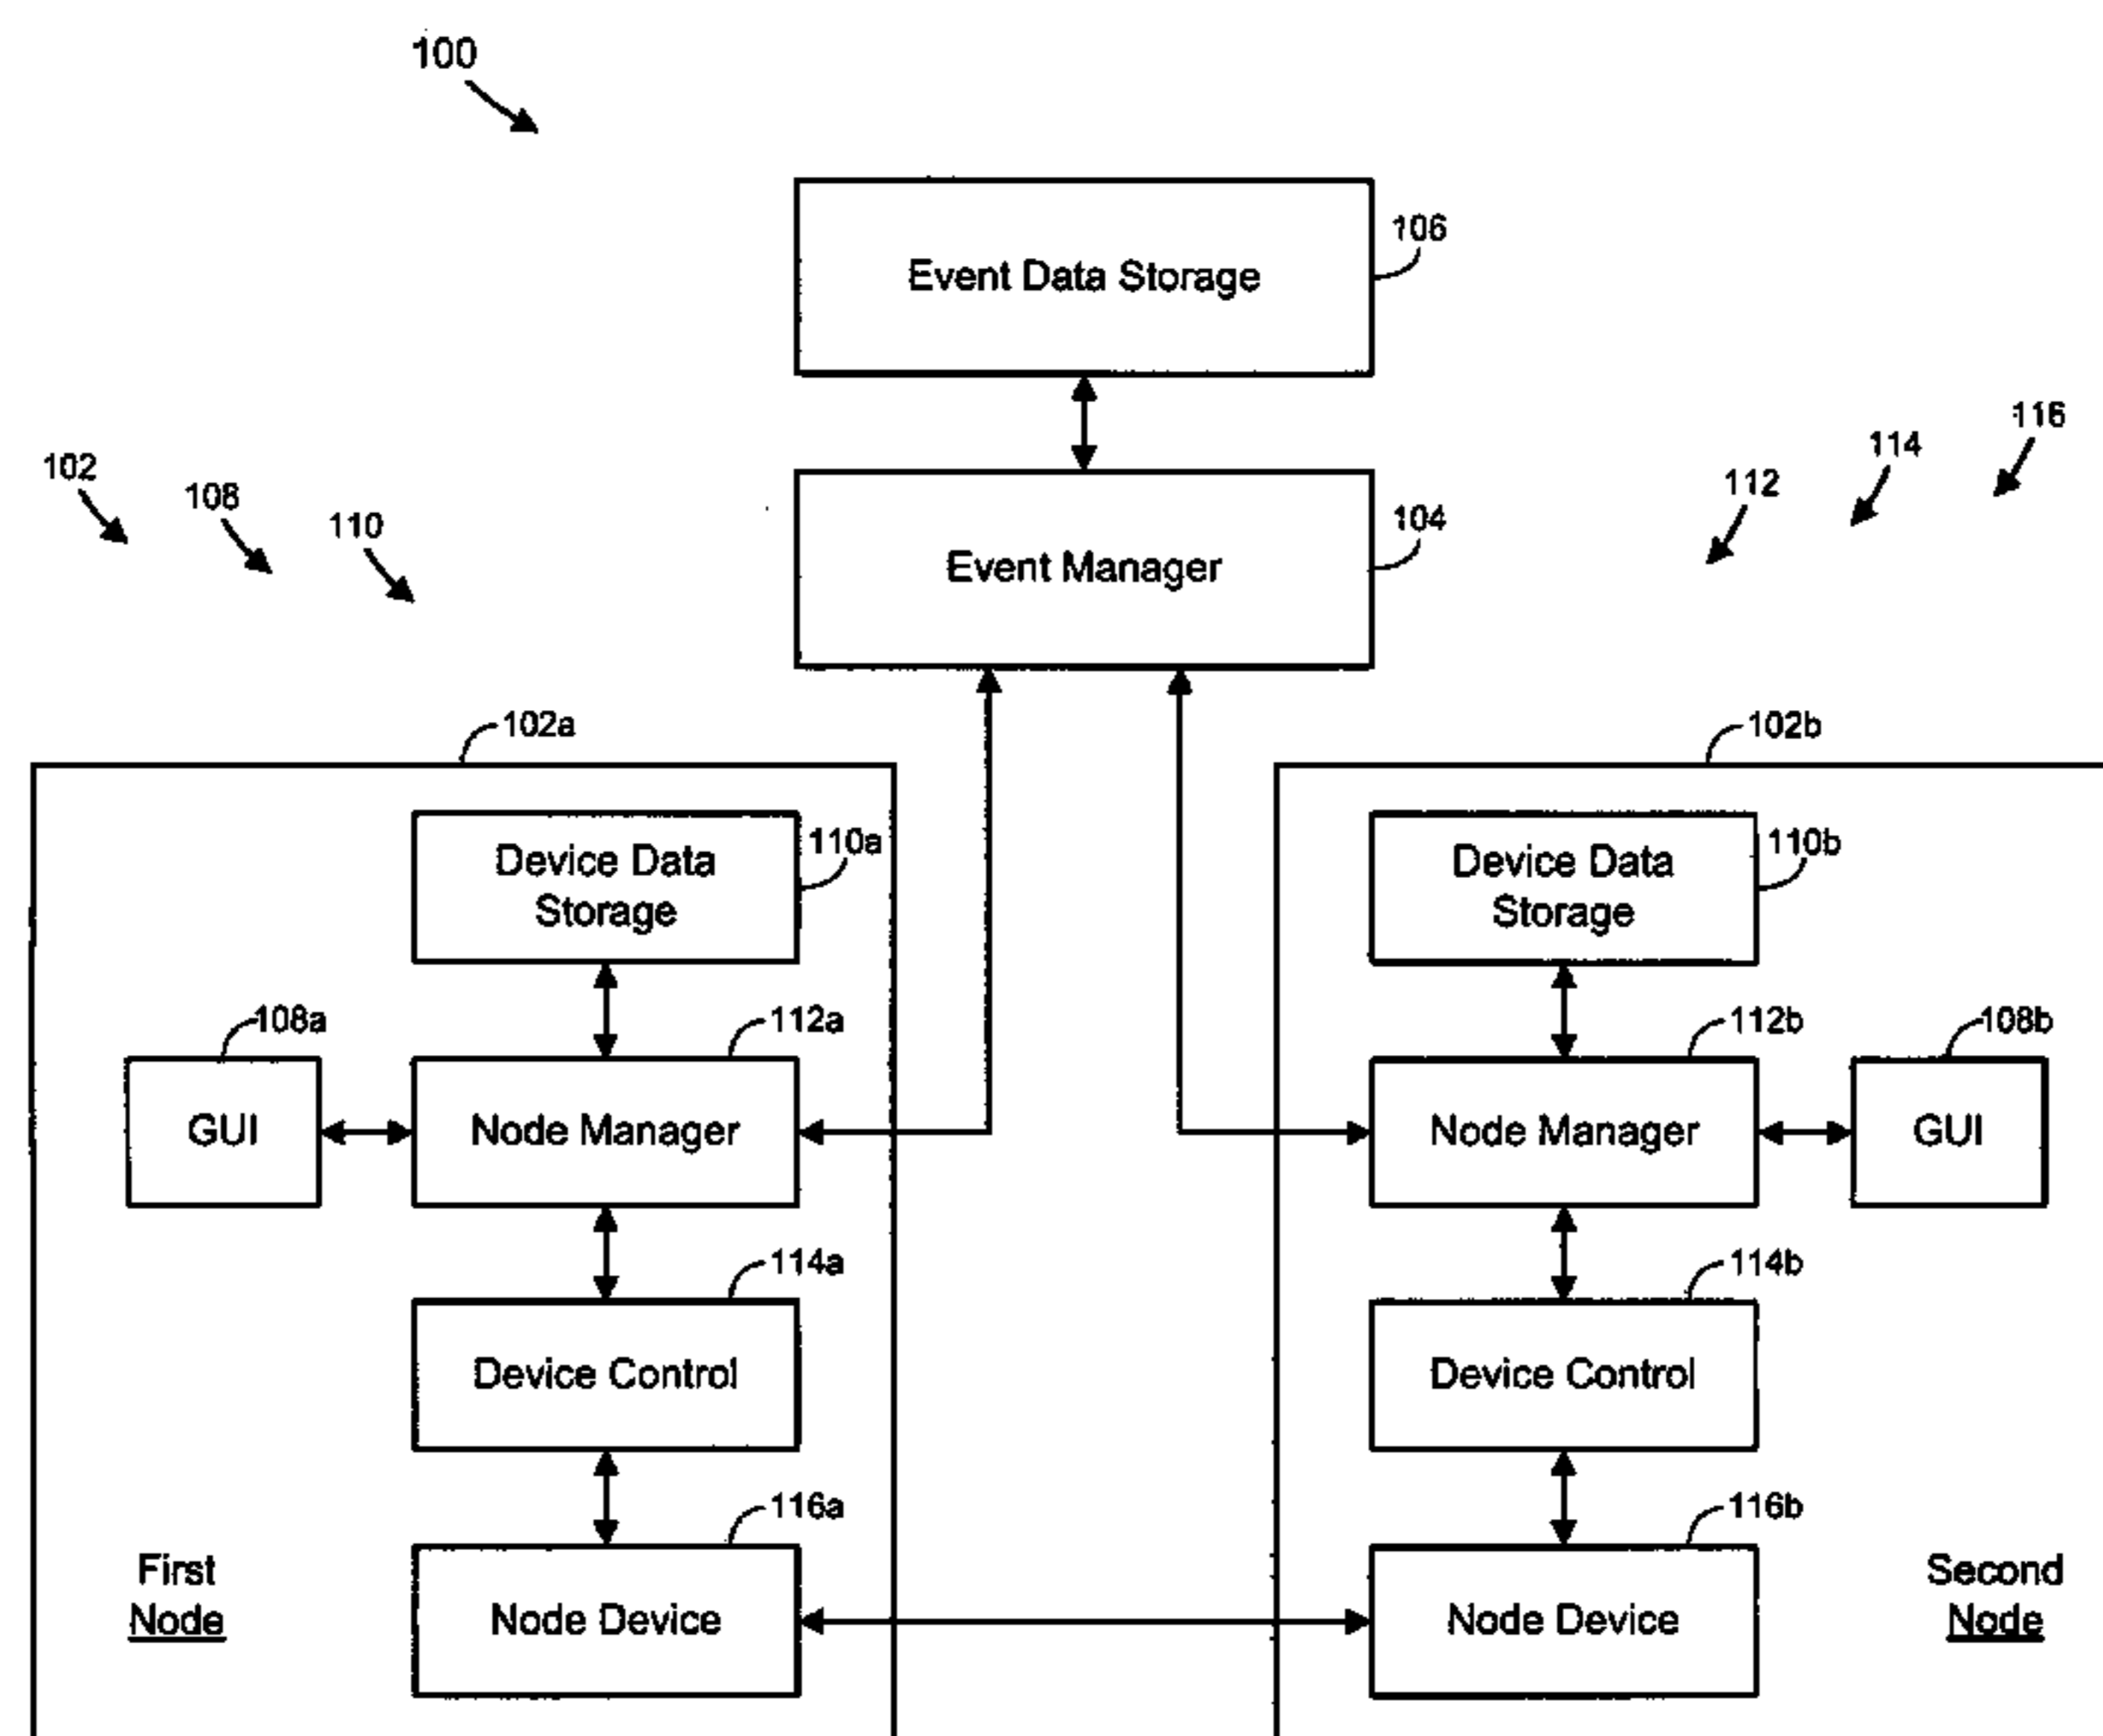 100
106
Event Data Storage
116
114
112
102
108
110
104
Event Manager
102a
102b
Device Data
Storage
110a
Device Data
Storage
110b
108a
112a
112b
108b
GUI
Node Manager
Node Manager
GUI
114a
114b
Device Control
Device Control
116a
116b
First
Node
Node Device
Node Device
Second
Node